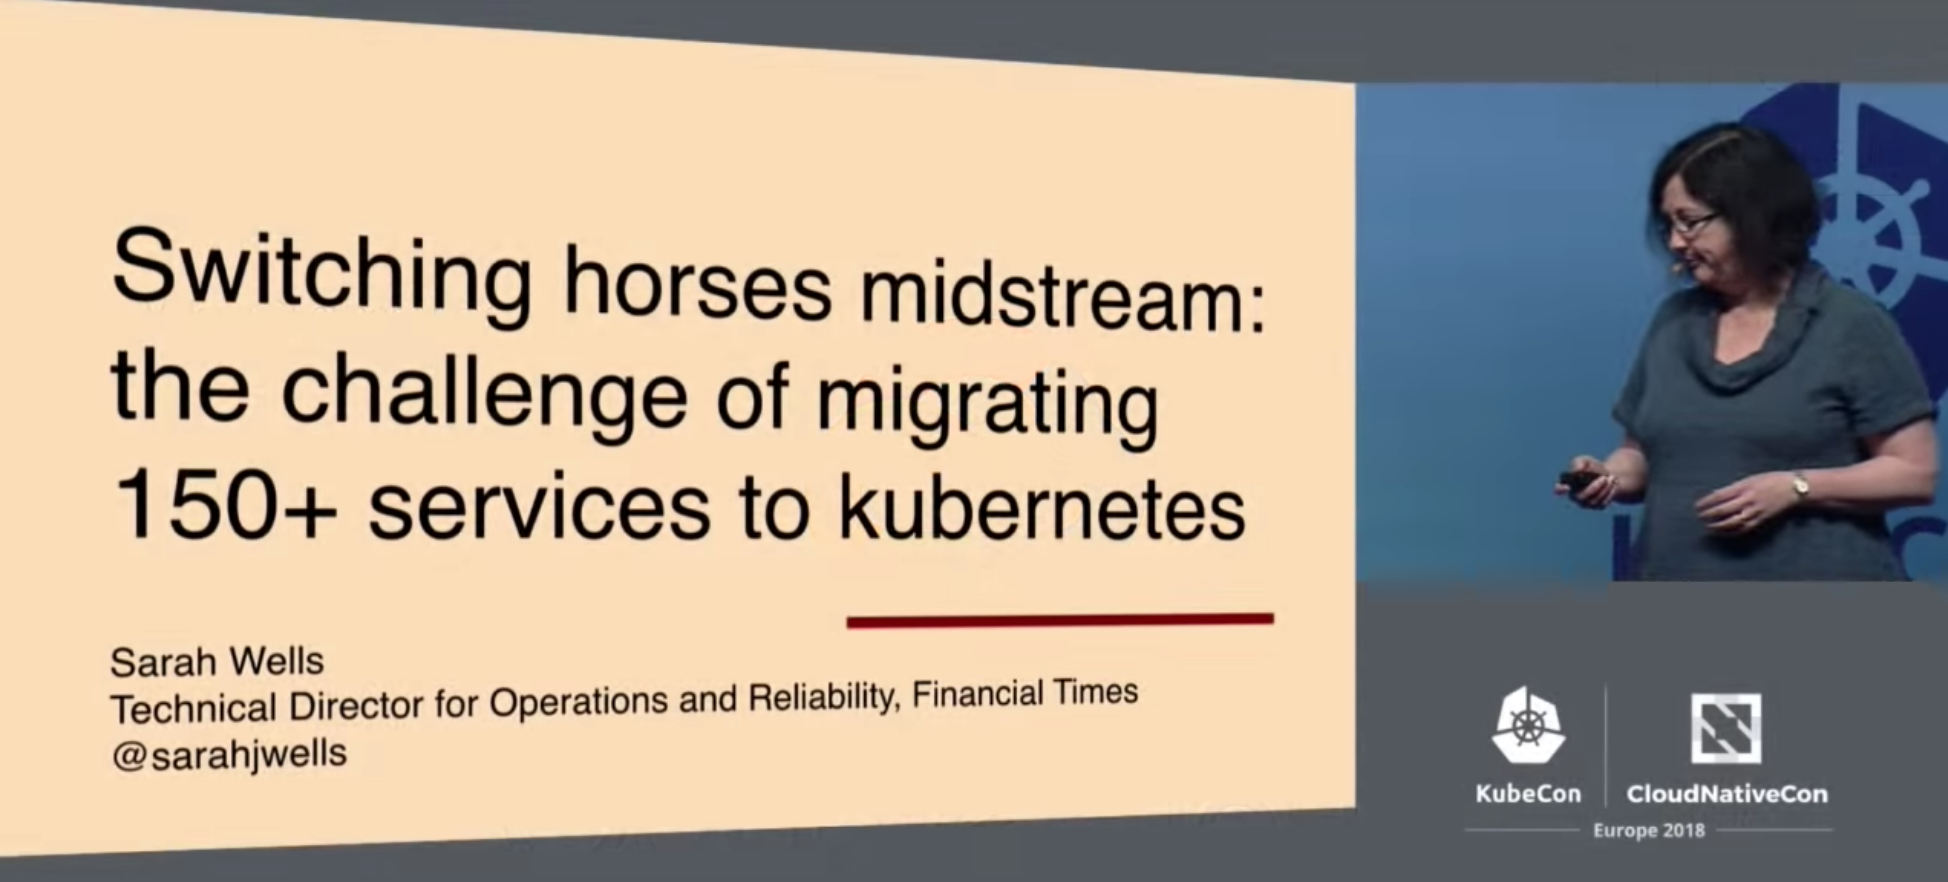 Switching horses midstream:
the challenge of migrating
150+ services to kubernetes
Sarah Wells
Technical Director for Operations and Reliability, Financial Times
@sarahjwells
KubeCon
CloudNativeCon
Europe 2018